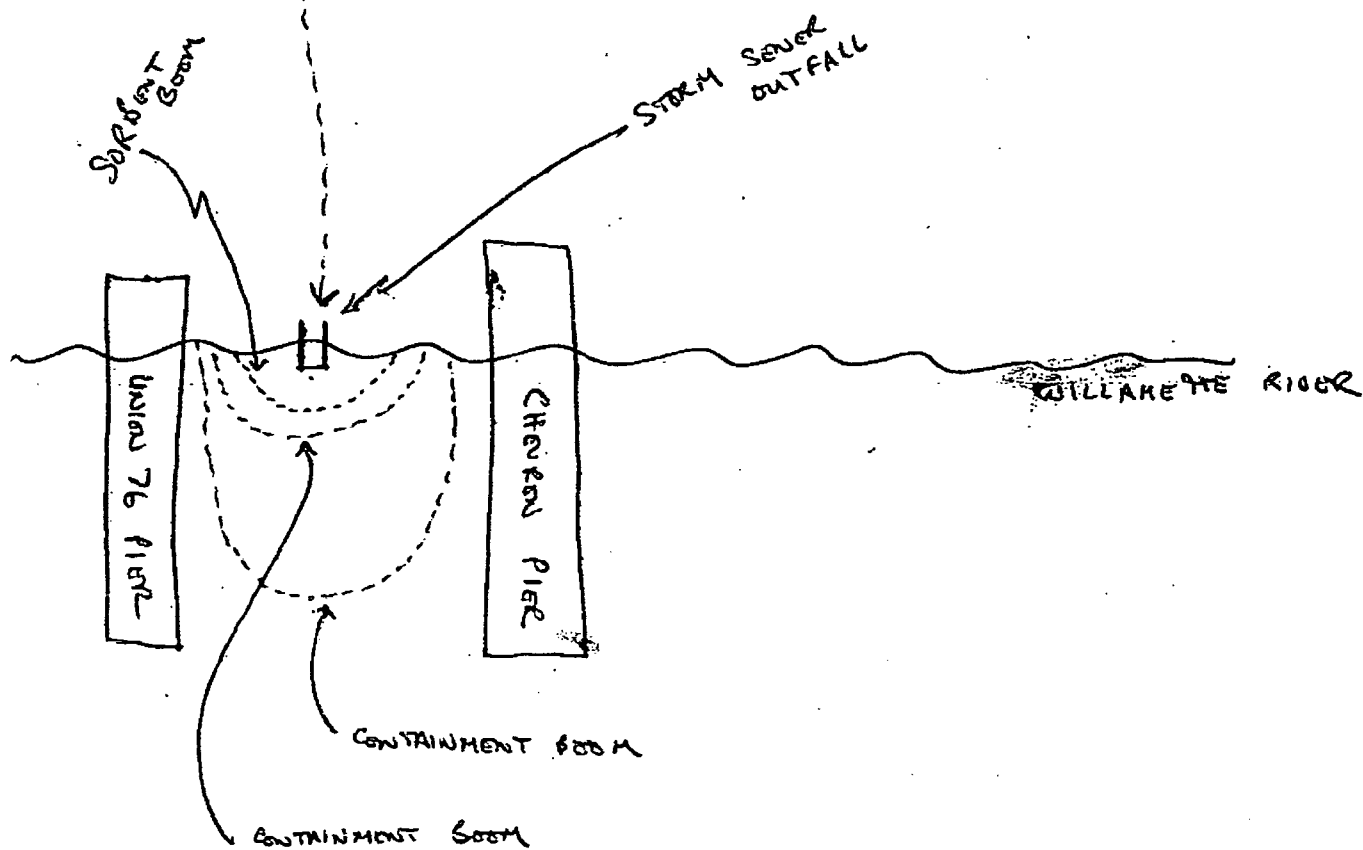 SORBENT
BOOM
STORM SEWER
OUTFALL
UNION 76 PIER
CHEVRON PIER
WILLAMETTE RIVER
CONTAINMENT BOOM
CONTAINMENT BOOM